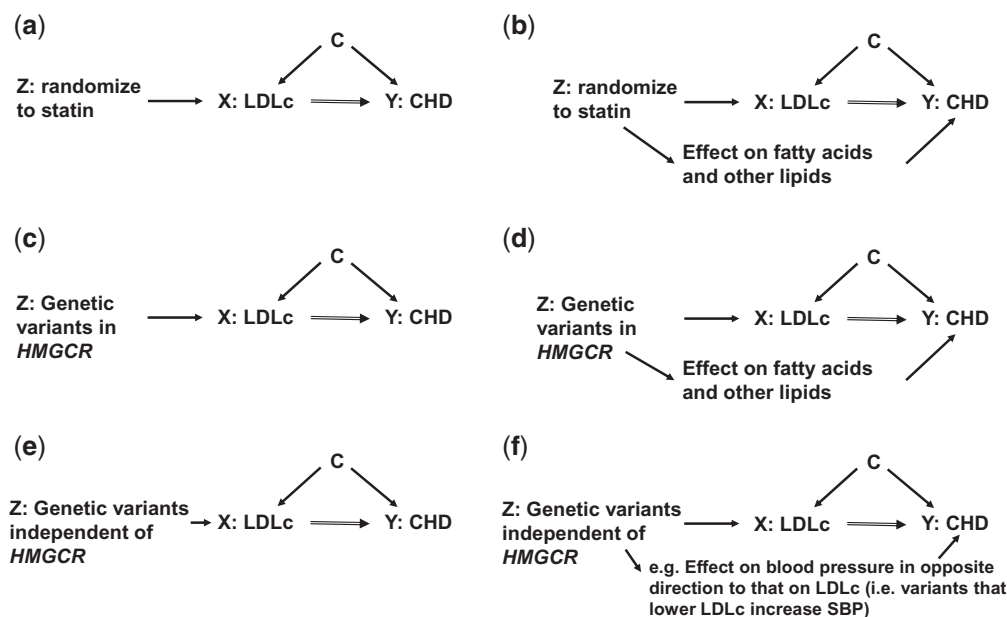 (a)
C
Z: randomize
to statin
X: LDLc
Y: CHD
(b)
C
Z: randomize
to statin
X: LDLc
Y: CHD
Effect on fatty acids
and other lipids
(c)
C
Z: Genetic
variants in
HMGCR
X: LDLc
Y: CHD
(d)
C
Z: Genetic
variants in
HMGCR
X: LDLc
Y: CHD
Effect on fatty acids
and other lipids
(e)
C
Z: Genetic variants
independent of
HMGCR
X: LDLc
Y: CHD
(f)
C
Z: Genetic variants
independent of
HMGCR
X: LDLc
Y: CHD
e.g. Effect on blood pressure in opposite
direction to that on LDLc (i.e. variants that
lower LDLc increase SBP)